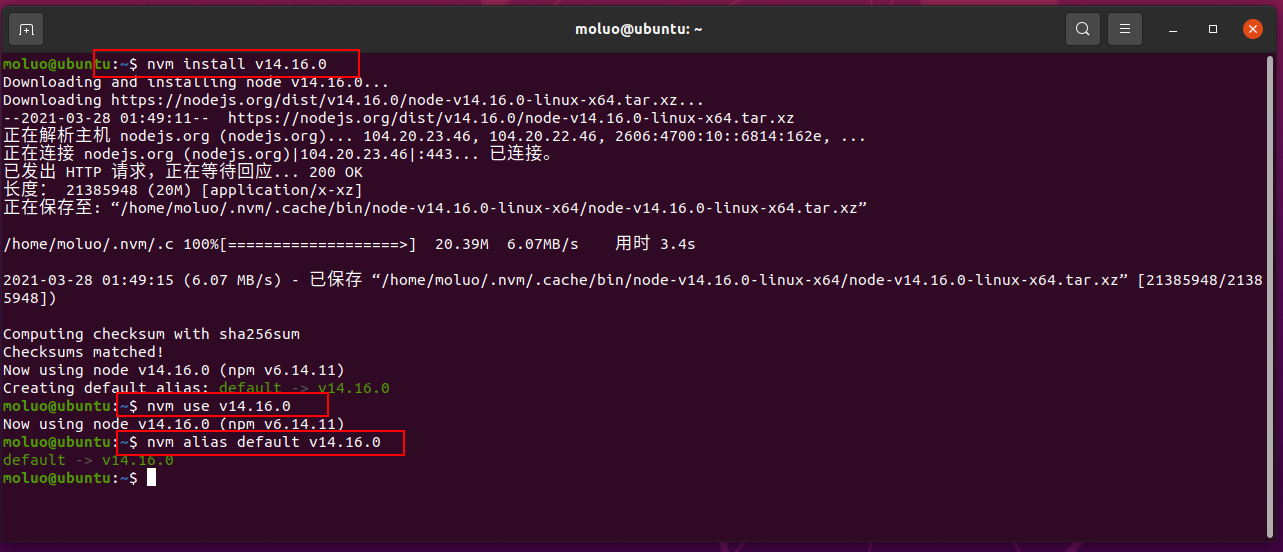 moluo@ubuntu: ~
moluo@ubuntu:~$ nvm install v14.16.0
Downloading and installing node v14.16.0...
Downloading https://nodejs.org/dist/v14.16.0/node-v14.16.0-linux-x64.tar.xz...
--2021-03-28 01:49:11--  https://nodejs.org/dist/v14.16.0/node-v14.16.0-linux-x64.tar.xz
正在解析主机 nodejs.org (nodejs.org)... 104.20.23.46, 104.20.22.46, 2606:4700:10::6814:162e, ...
正在连接 nodejs.org (nodejs.org)|104.20.23.46|:443... 已连接。
已发出 HTTP 请求，正在等待回应... 200 OK
长度： 21385948 (20M) [application/x-xz]
正在保存至: “/home/moluo/.nvm/.cache/bin/node-v14.16.0-linux-x64/node-v14.16.0-linux-x64.tar.xz”
/home/moluo/.nvm/.c 100%[===================>]  20.39M  6.07MB/s    用时 3.4s
2021-03-28 01:49:15 (6.07 MB/s) - 已保存 “/home/moluo/.nvm/.cache/bin/node-v14.16.0-linux-x64/node-v14.16.0-linux-x64.tar.xz” [21385948/2138
5948])
Computing checksum with sha256sum
Checksums matched!
Now using node v14.16.0 (npm v6.14.11)
Creating default alias: default -> v14.16.0
moluo@ubuntu:~$ nvm use v14.16.0
Now using node v14.16.0 (npm v6.14.11)
moluo@ubuntu:~$ nvm alias default v14.16.0
default -> v14.16.0
moluo@ubuntu:~$